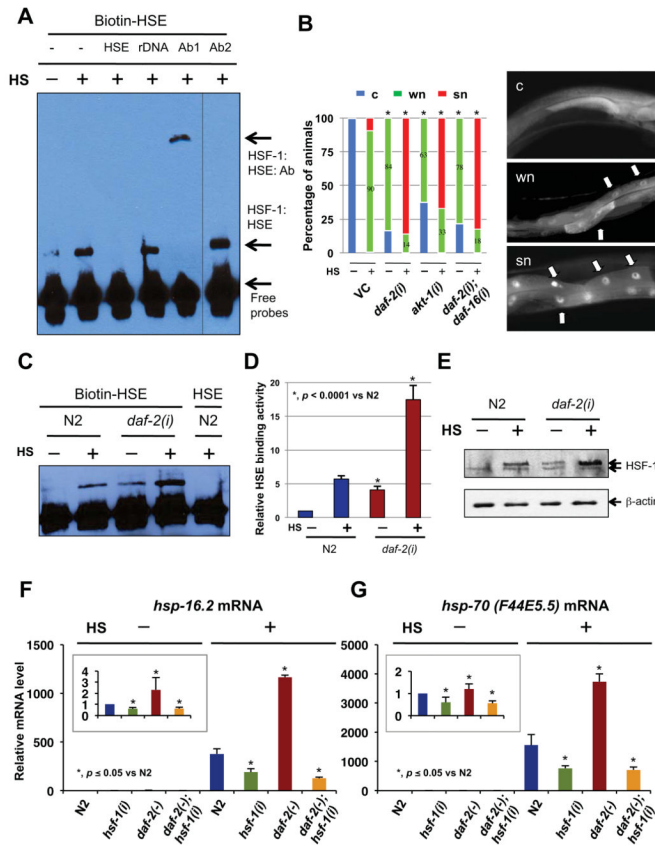 A
Biotin-HSE
- - HSE rDNA Ab1 Ab2
HS − + + + + +
HSF-1:
HSE: Ab
HSF-1:
HSE
Free
probes
B
c wn sn
Percentage of animals
100
75
50
25
0
* * * * * *
90 84 14 63 33 78 18
HS − + − + − + − +
VC
daf-2(i)
akt-1(i)
daf-2(i);
daf-16(i)
c
wn
sn
C
Biotin-HSE HSE
N2 daf-2(i) N2
HS − + − + +
D
*, p < 0.0001 vs N2
Relative HSE binding activity
20
15
10
5
0
*
*
HS − + − +
N2 daf-2(i)
E
N2 daf-2(i)
HS − + − +
HSF-1
β-actin
F
hsp-16.2 mRNA
HS − +
Relative mRNA level
1500
1000
500
0
4
3
2
1
0
* * *
* * *
*, p ≤ 0.05 vs N2
N2
hsf-1(i)
daf-2(-)
daf-2(-);
hsf-1(i)
N2
hsf-1(i)
daf-2(-)
daf-2(-);
hsf-1(i)
G
hsp-70 (F44E5.5) mRNA
HS − +
5000
4000
3000
2000
1000
0
2
1
0
* * *
* * *
*, p ≤ 0.05 vs N2
N2
hsf-1(i)
daf-2(-)
daf-2(-);
hsf-1(i)
N2
hsf-1(i)
daf-2(-)
daf-2(-);
hsf-1(i)